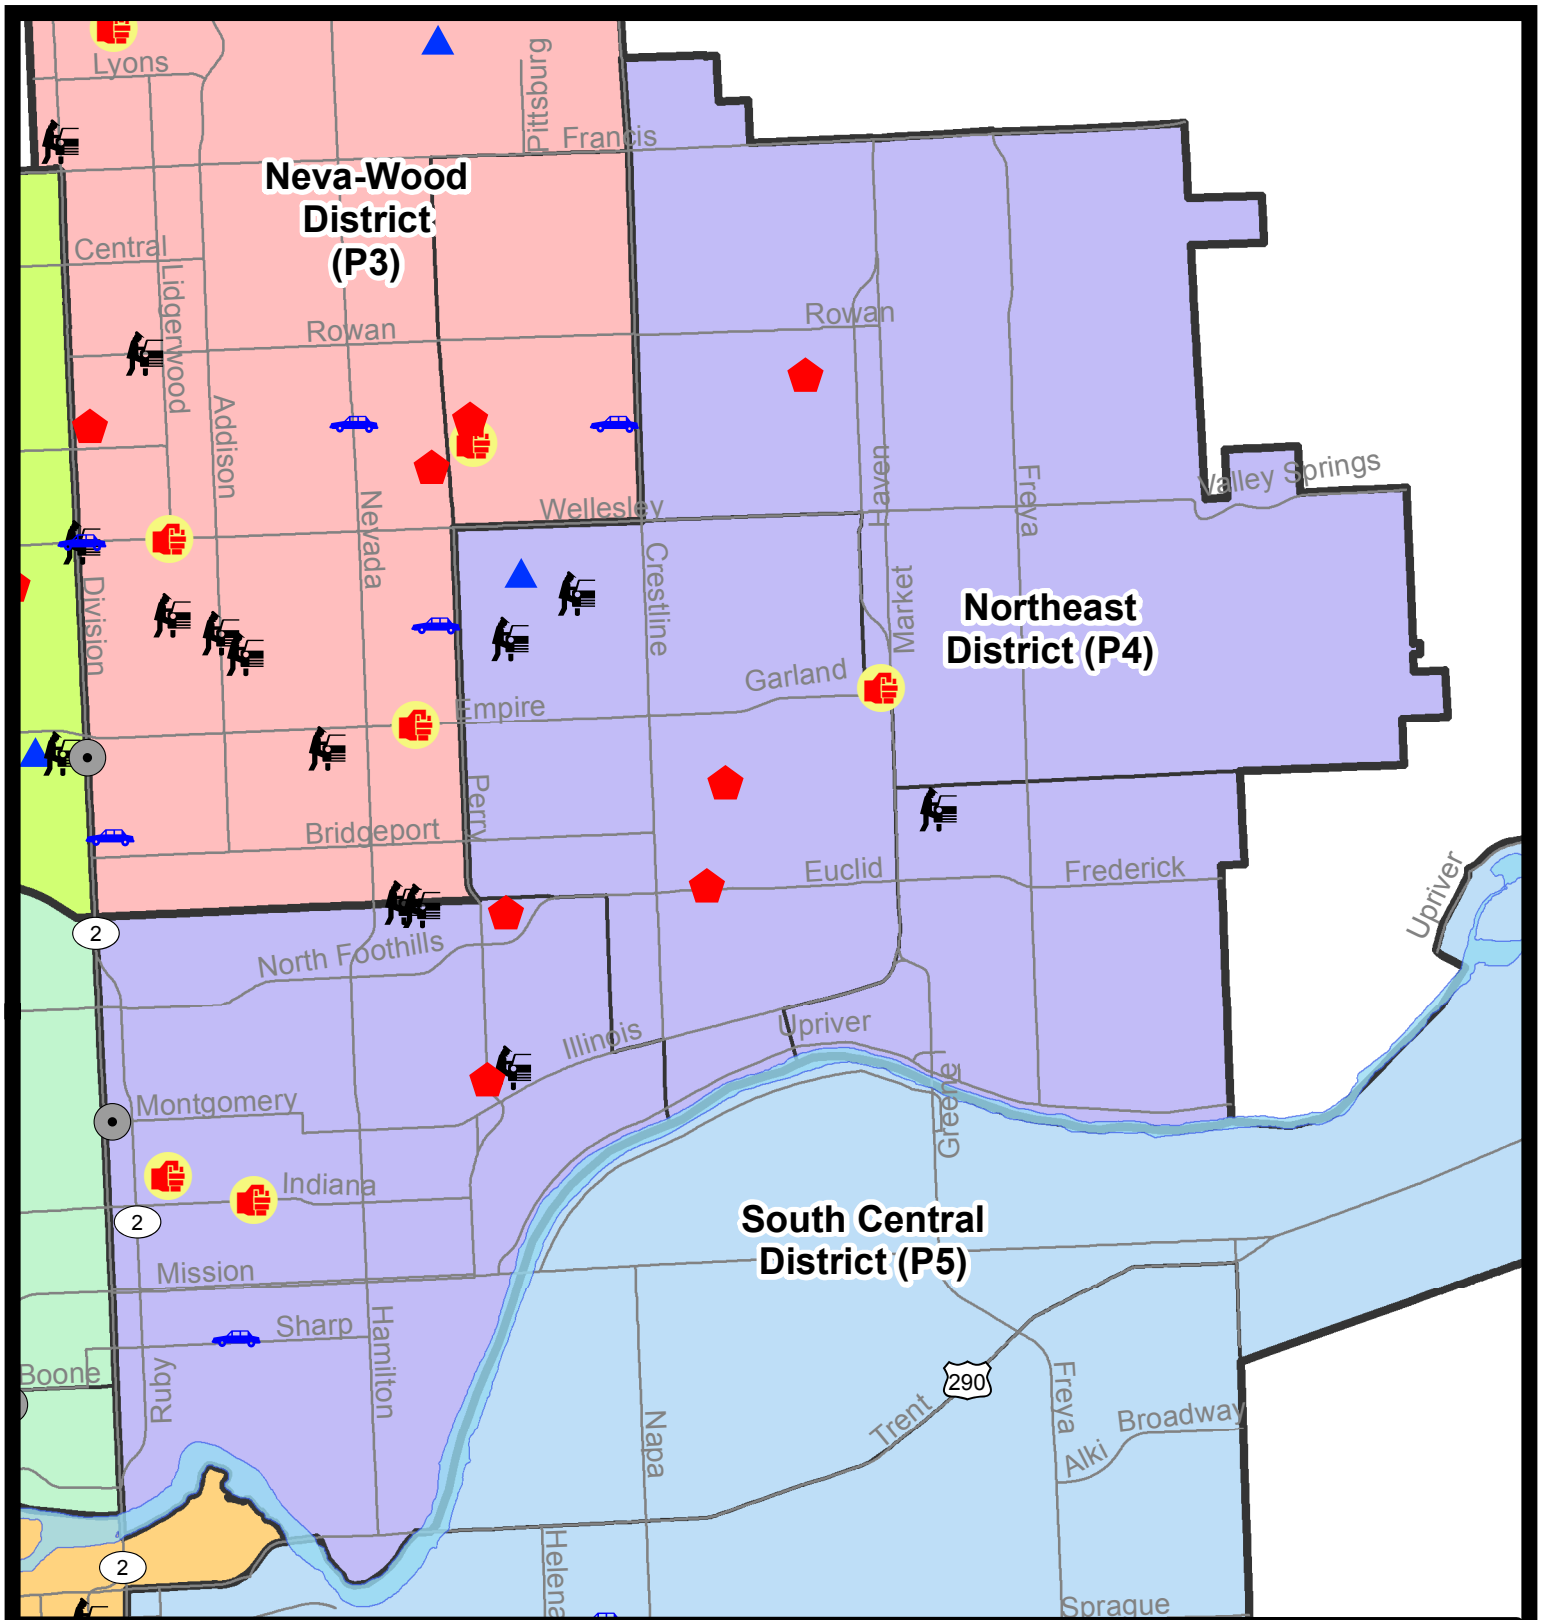 Lyons
Pittsburg
Francis
Neva-Wood
District
(P3)
Central
Lidgerwood
Rowan
Rowan
Addison
Haven
Freya
Valley Springs
Nevada
Wellesley
Crestline
Division
Market
Northeast
District (P4)
Garland
Empire
Perry
Bridgeport
Euclid
Frederick
Upriver
2
North Foothills
Illinois
Upriver
Greene
Montgomery
Indiana
2
South Central
District (P5)
Mission
Sharp
Hamilton
Boone
Ruby
290
Freya
Trent
Broadway
Napa
Alki
2
Helena
Sprague